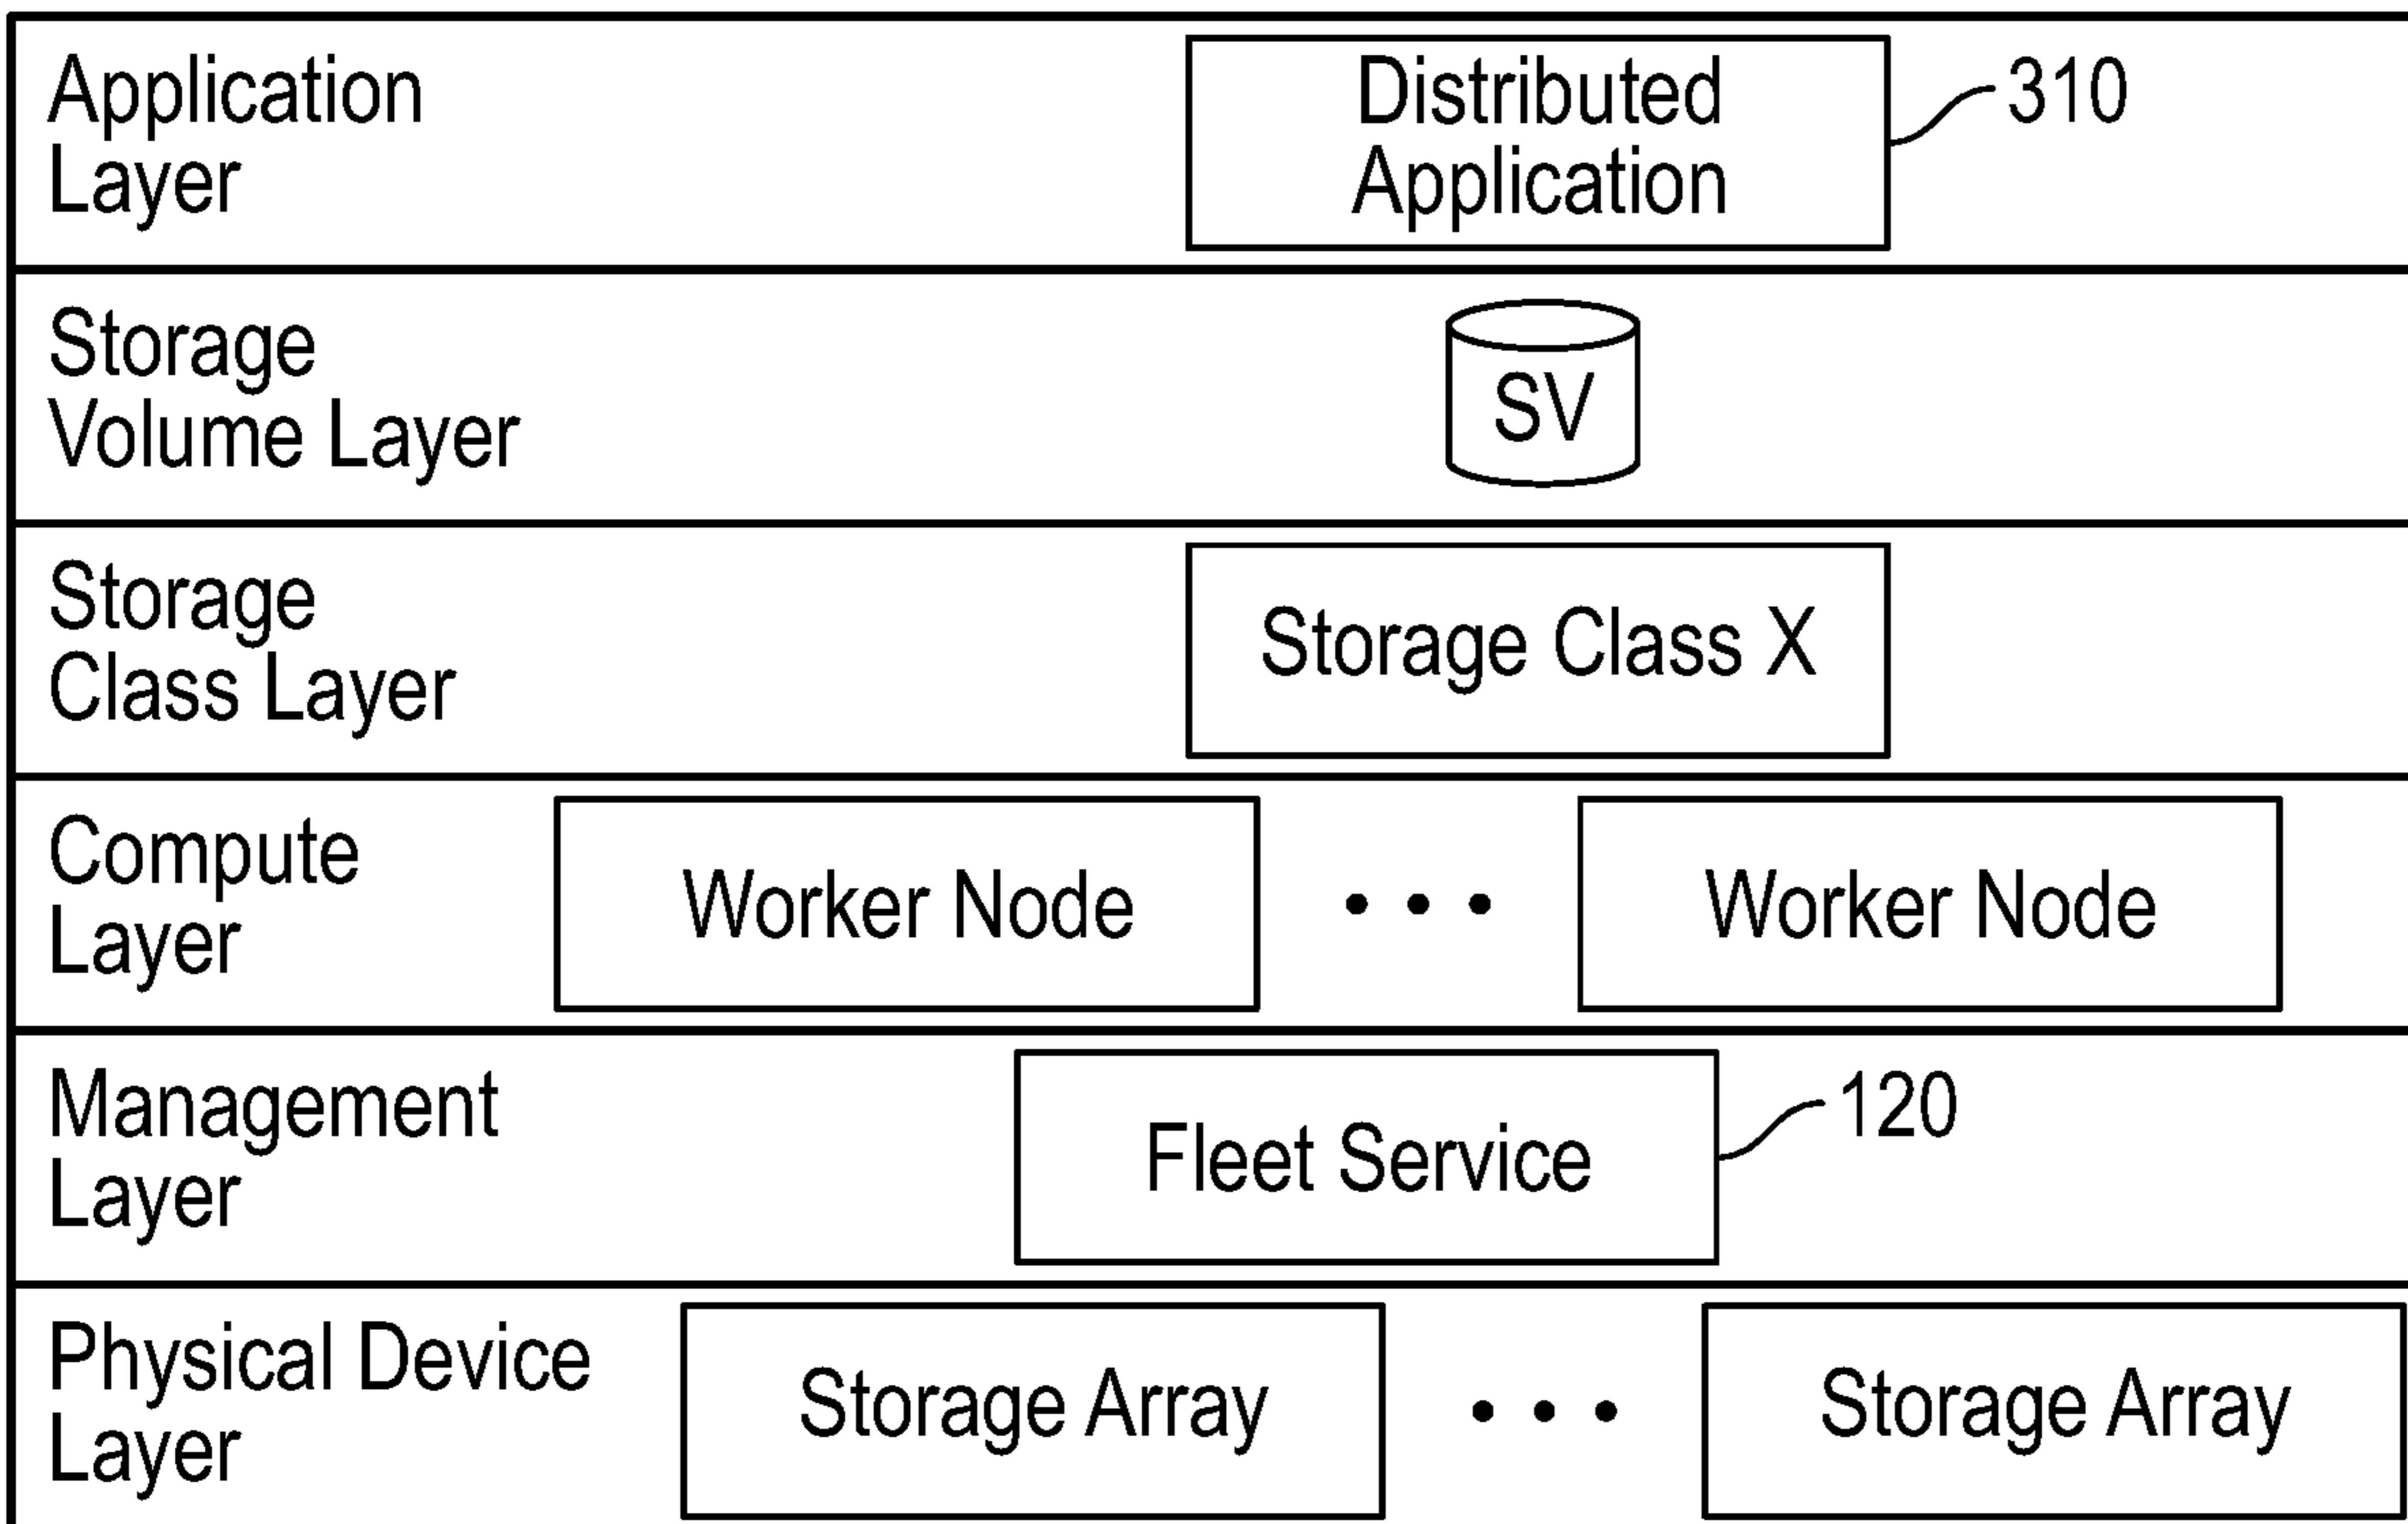 Application
Layer
Distributed
Application
310
Storage
Volume Layer
SV
Storage
Class Layer
Storage Class X
Compute
Layer
Worker Node
• • •
Worker Node
Management
Layer
Fleet Service
120
Physical Device
Layer
Storage Array
• • •
Storage Array